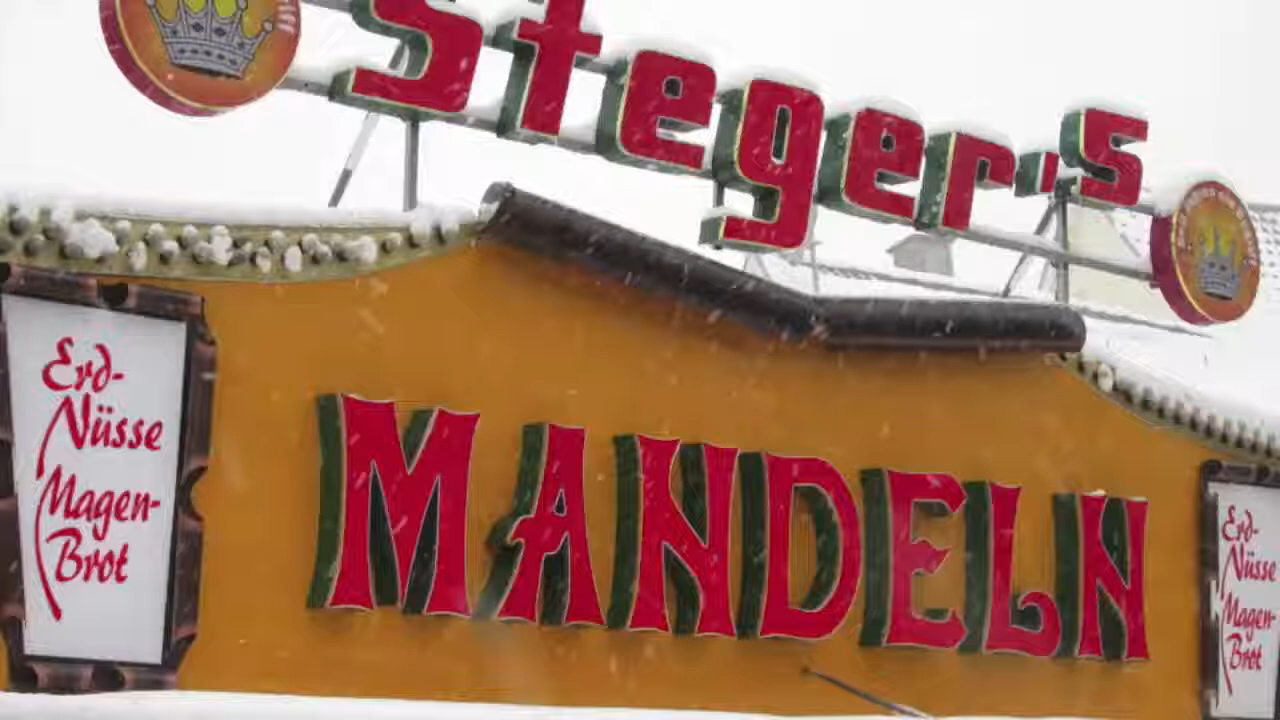 Steger's
Erd-
Nüsse
Magen-
Brot
MANDELN
Erd-
Nüsse
Magen-
Brot